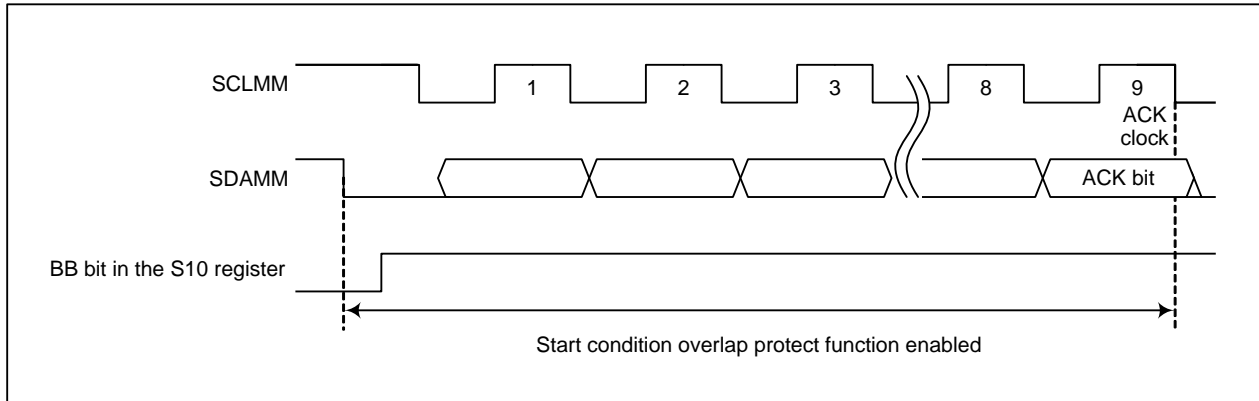 SCLMM
1
2
3
8
9
ACK
clock
SDAMM
ACK bit
BB bit in the S10 register
Start condition overlap protect function enabled